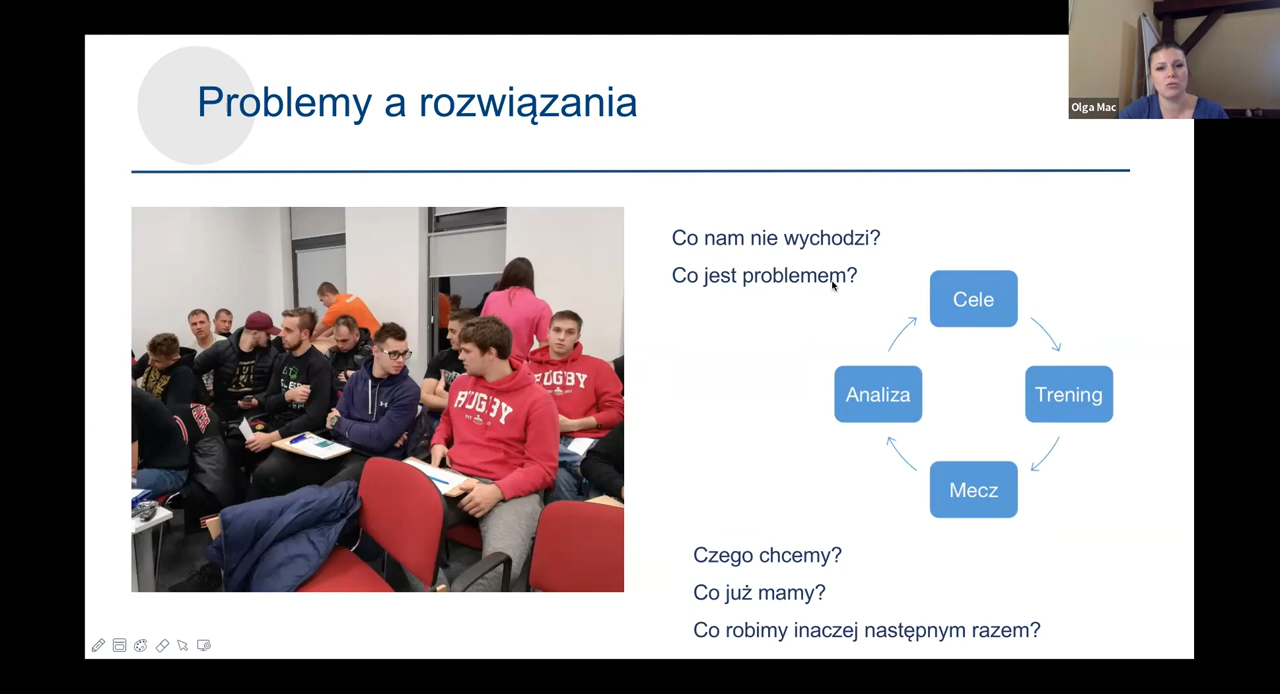 Problemy a rozwiązania
Olga Mac
Co nam nie wychodzi?
Co jest problemem?
Cele
Analiza
Trening
Mecz
RUGBY
RUGBY
Czego chcemy?
Co już mamy?
Co robimy inaczej następnym razem?